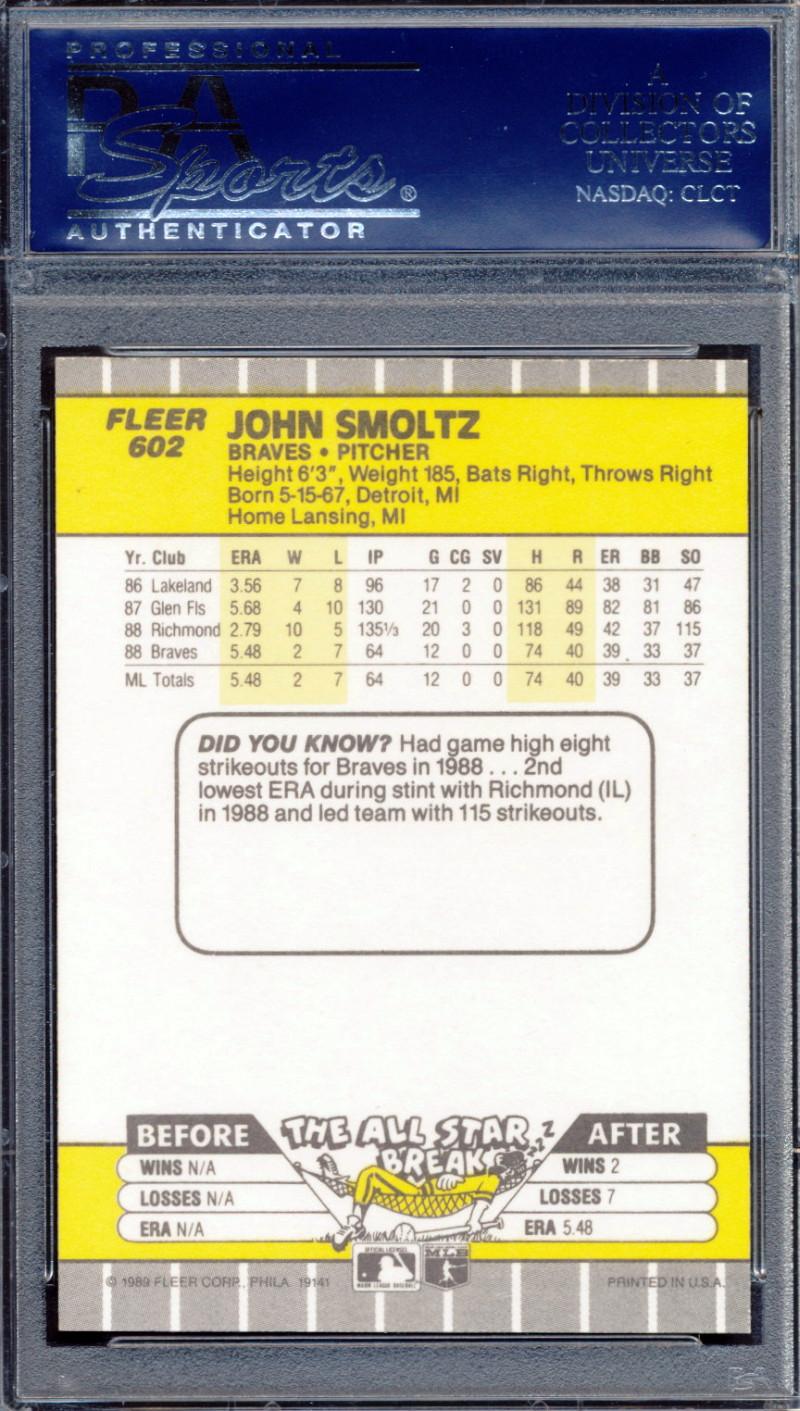 PROFESSIONAL
PSA
Sports®
AUTHENTICATOR
A
DIVISION OF
COLLECTORS
UNIVERSE
NASDAQ: CLCT
FLEER
602
JOHN SMOLTZ
BRAVES • PITCHER
Height 6'3", Weight 185, Bats Right, Throws Right
Born 5-15-67, Detroit, MI
Home Lansing, MI
Yr. Club ERA W L IP G CG SV H R ER BB SO
86 Lakeland 3.56 7 8 96 17 2 0 86 44 38 31 47
87 Glen Fls 5.68 4 10 130 21 0 0 131 89 82 81 86
88 Richmond 2.79 10 5 135⅓ 20 3 0 118 49 42 37 115
88 Braves 5.48 2 7 64 12 0 0 74 40 39 33 37
ML Totals 5.48 2 7 64 12 0 0 74 40 39 33 37
DID YOU KNOW? Had game high eight
strikeouts for Braves in 1988 . . . 2nd
lowest ERA during stint with Richmond (IL)
in 1988 and led team with 115 strikeouts.
BEFORE THE ALL STAR BREAK ZZZ AFTER
WINS N/A WINS 2
LOSSES N/A LOSSES 7
ERA N/A ERA 5.48
OFFICIAL LICENSEE
MAJOR LEAGUE BASEBALL
MLB
© 1989 FLEER CORP., PHILA. 19141 PRINTED IN U.S.A.
PSA